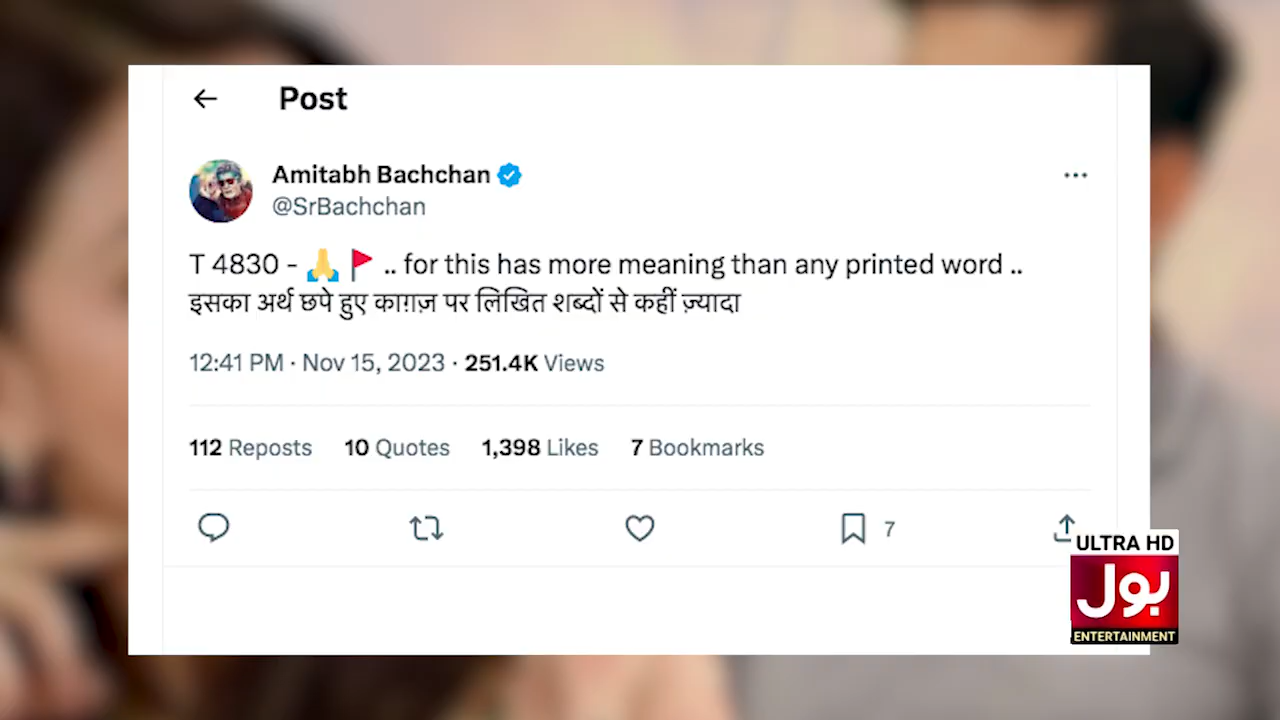 Post
Amitabh Bachchan
@SrBachchan
T 4830 - 🙏 🚩 .. for this has more meaning than any printed word ..
इसका अर्थ छपे हुए काग़ज़ पर लिखित शब्दों से कहीं ज़्यादा
12:41 PM · Nov 15, 2023 · 251.4K Views
112 Reposts 10 Quotes 1,398 Likes 7 Bookmarks
7
ULTRA HD
بول
ENTERTAINMENT